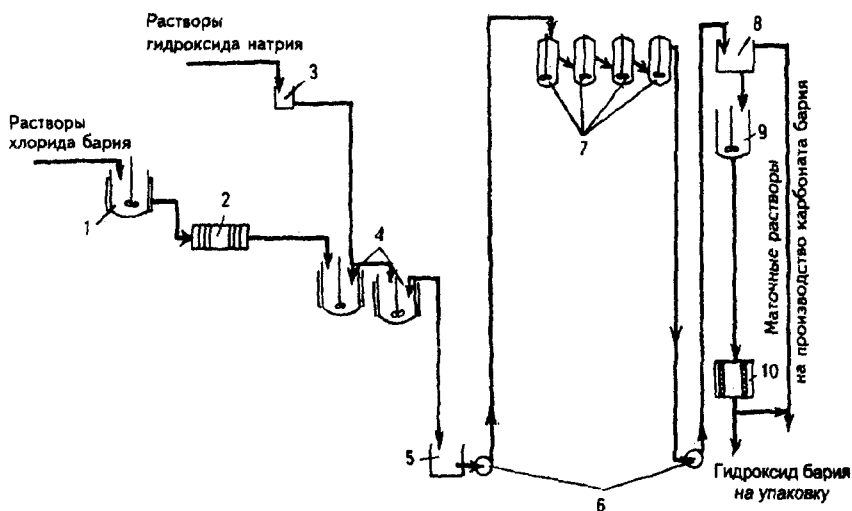 Растворы
гидроксида натрия
3
8
Растворы
хлорида бария
7
9
1
2
4
Маточные растворы
на производство карбоната бария
10
5
6
Гидроксид бария
на упаковку